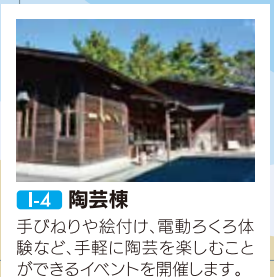 I-4 陶芸棟
手びねりや絵付け、電動ろくろ体
験など、手軽に陶芸を楽しむこと
ができるイベントを開催します。